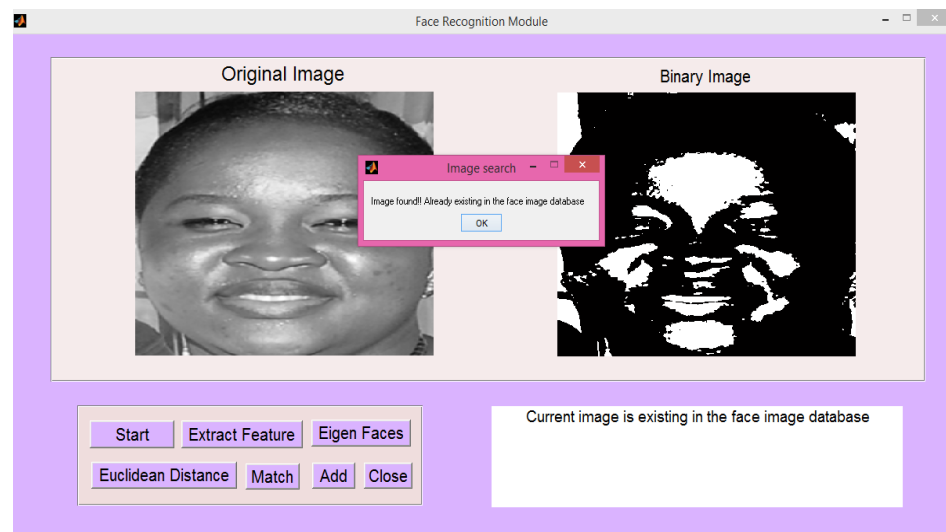 Face Recognition Module
Original Image
Binary Image
Image search
Image found!! Already existing in the face image database
OK
Start
Extract Feature
Eigen Faces
Euclidean Distance
Match
Add
Close
Current image is existing in the face image database